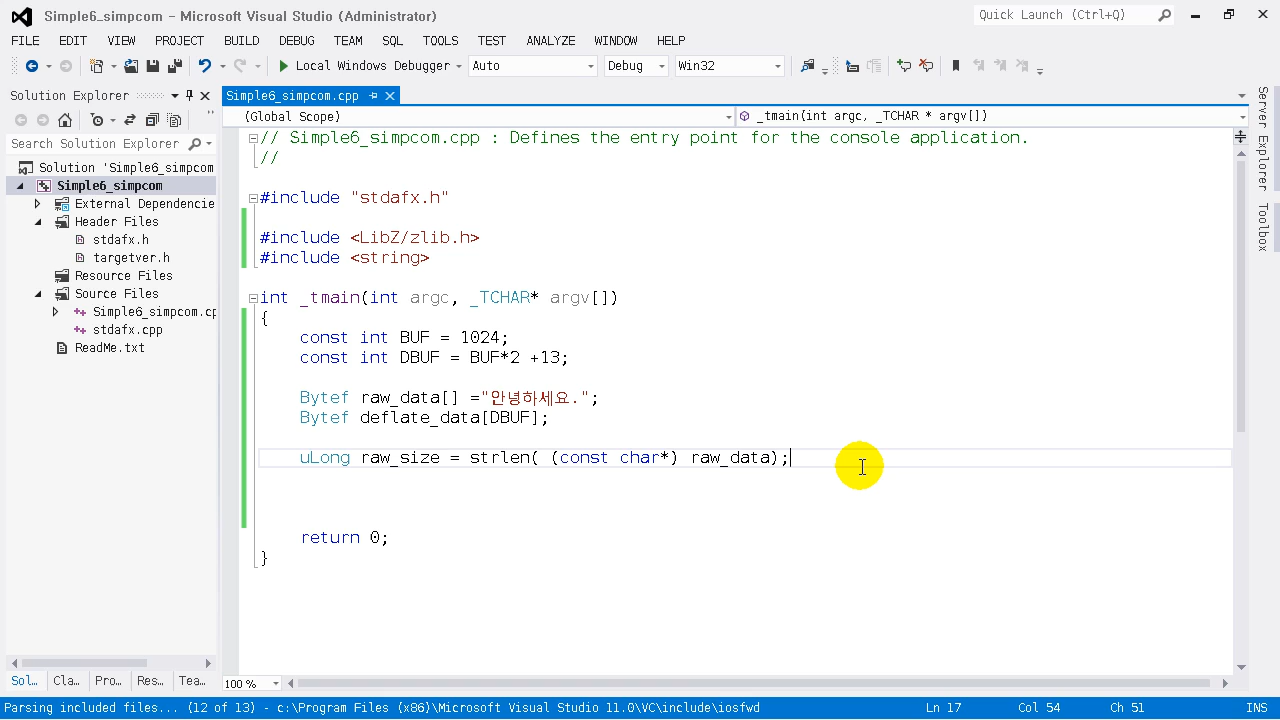 Simple6_simpcom - Microsoft Visual Studio (Administrator)
Quick Launch (Ctrl+Q)
FILE EDIT VIEW PROJECT BUILD DEBUG TEAM SQL TOOLS TEST ANALYZE WINDOW HELP
Local Windows Debugger Auto Debug Win32
Solution Explorer
Simple6_simpcom.cpp
(Global Scope)
_tmain(int argc, _TCHAR * argv[])
Search Solution Explorer
Solution 'Simple6_simpcom
Simple6_simpcom
External Dependencie
Header Files
stdafx.h
targetver.h
Resource Files
Source Files
Simple6_simpcom.cp
stdafx.cpp
ReadMe.txt
Sol... Cla... Pro... Res... Tea...
// Simple6_simpcom.cpp : Defines the entry point for the console application.
//
#include "stdafx.h"
#include <LibZ/zlib.h>
#include <string>
int _tmain(int argc, _TCHAR* argv[])
{
const int BUF = 1024;
const int DBUF = BUF*2 +13;
Bytef raw_data[] ="안녕하세요.";
Bytef deflate_data[DBUF];
uLong raw_size = strlen( (const char*) raw_data);
return 0;
}
100 %
Server Explorer
Toolbox
Parsing included files... (12 of 13) - c:\Program Files (x86)\Microsoft Visual Studio 11.0\VC\include\iosfwd
Ln 17 Col 54 Ch 51 INS